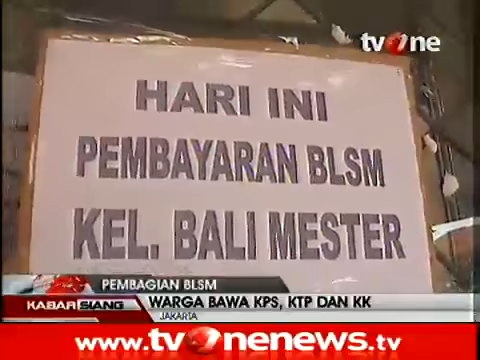 tvOne
HARI INI
PEMBAYARAN BLSM
KEL. BALI MESTER
PEMBAGIAN BLSM
KABAR SIANG
WARGA BAWA KPS, KTP DAN KK
JAKARTA
www.tvOnenews.tv